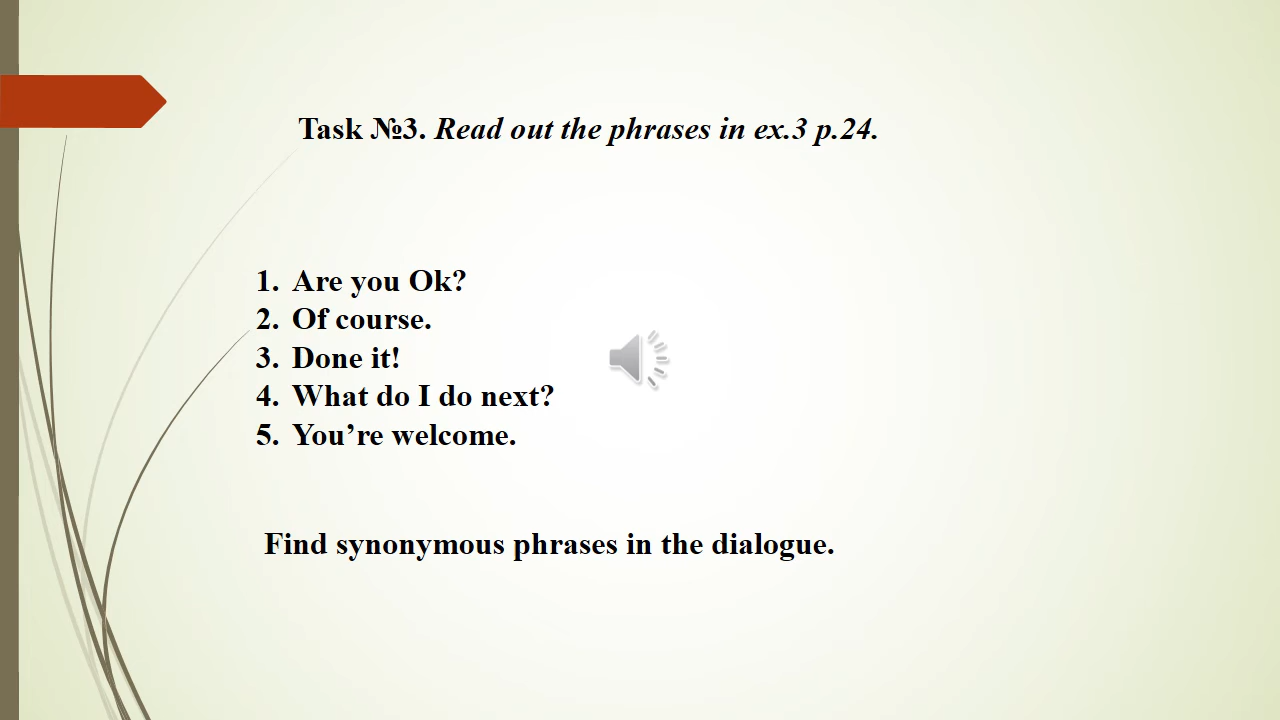 Task №3. Read out the phrases in ex.3 p.24.
1. Are you Ok?
2. Of course.
3. Done it!
4. What do I do next?
5. You’re welcome.
Find synonymous phrases in the dialogue.